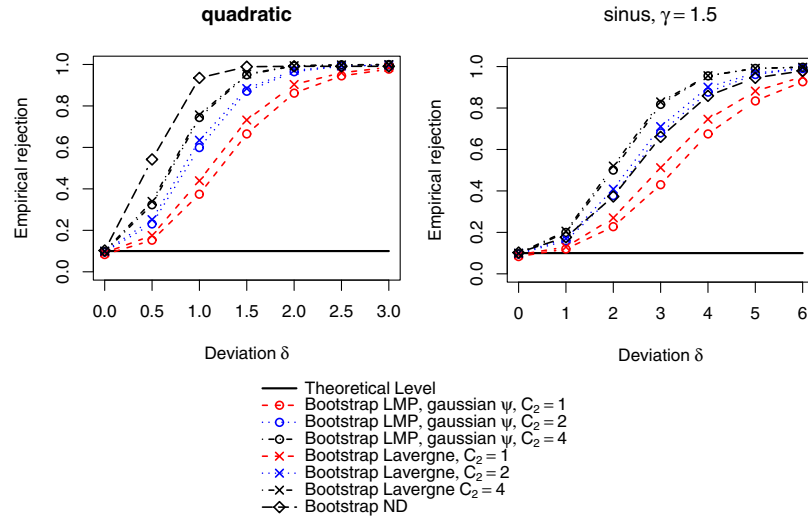 quadratic
Empirical rejection
0.0 0.2 0.4 0.6 0.8 1.0
0.0 0.5 1.0 1.5 2.0 2.5 3.0
Deviation δ
sinus, γ = 1.5
Empirical rejection
0.0 0.2 0.4 0.6 0.8 1.0
0 1 2 3 4 5 6
Deviation δ
Theoretical Level
Bootstrap LMP, gaussian ψ, C₂ = 1
Bootstrap LMP, gaussian ψ, C₂ = 2
Bootstrap LMP, gaussian ψ, C₂ = 4
Bootstrap Lavergne, C₂ = 1
Bootstrap Lavergne, C₂ = 2
Bootstrap Lavergne C₂ = 4
Bootstrap ND